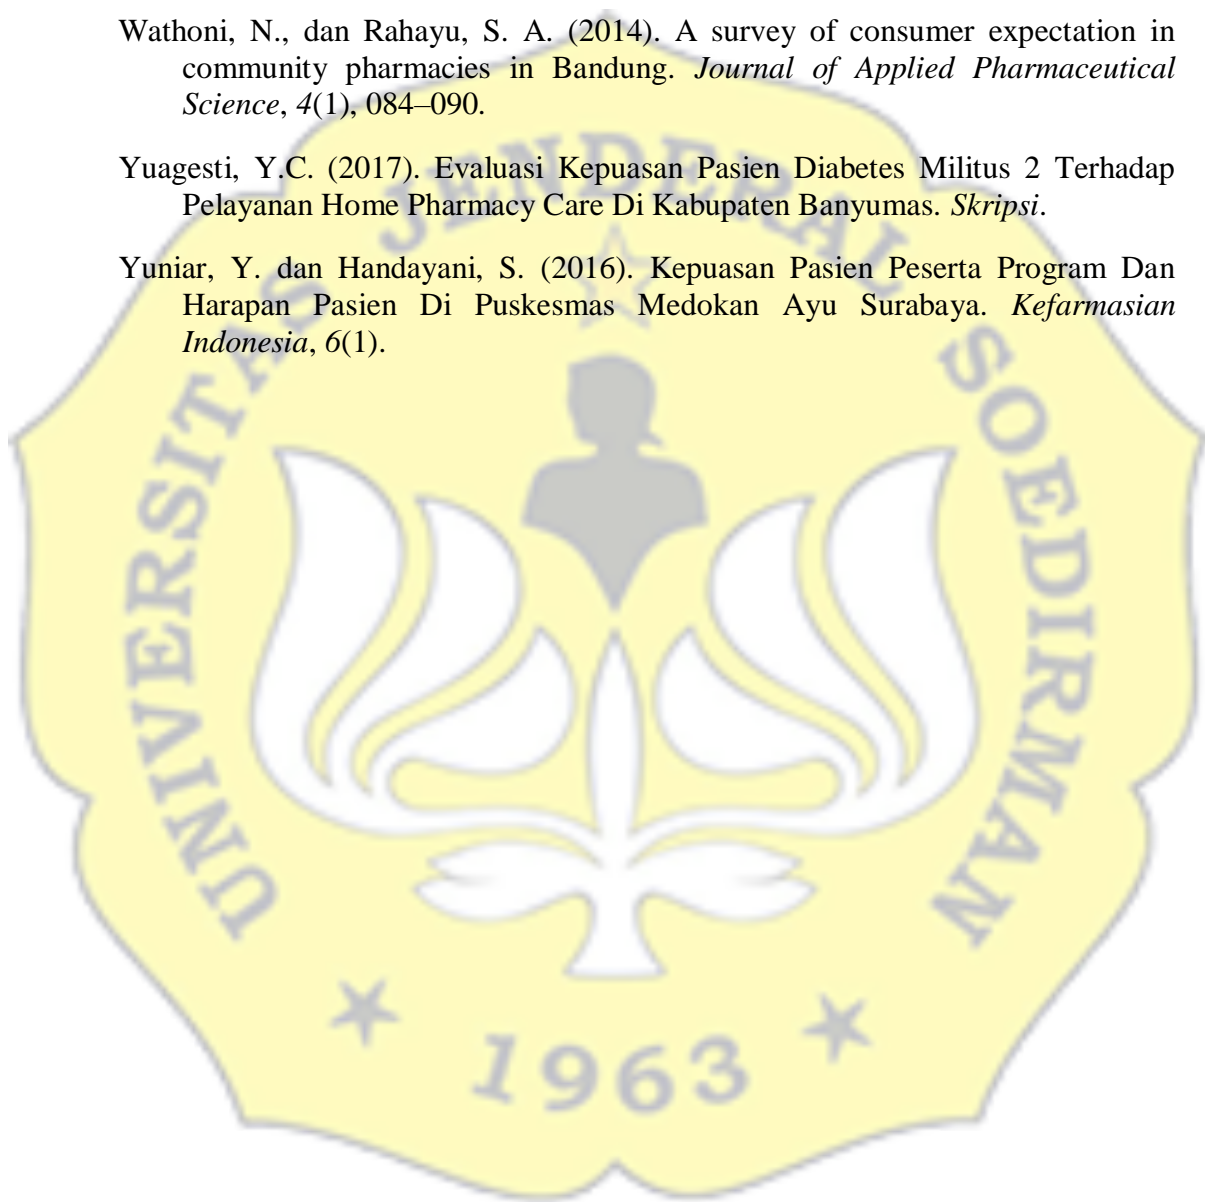 Wathoni, N., dan Rahayu, S. A. (2014). A survey of consumer expectation in
community pharmacies in Bandung. Journal of Applied Pharmaceutical
Science, 4(1), 084–090.
Yuagesti, Y.C. (2017). Evaluasi Kepuasan Pasien Diabetes Militus 2 Terhadap
Pelayanan Home Pharmacy Care Di Kabupaten Banyumas. Skripsi.
Yuniar, Y. dan Handayani, S. (2016). Kepuasan Pasien Peserta Program Dan
Harapan Pasien Di Puskesmas Medokan Ayu Surabaya. Kefarmasian
Indonesia, 6(1).
UNIVERSITAS JENDERAL SOEDIRMAN
1963